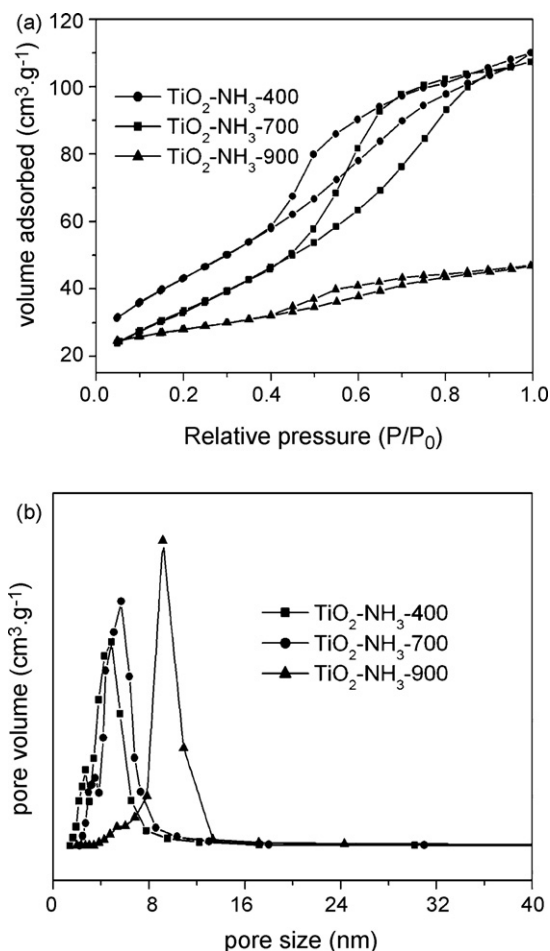 (a)
120
100
80
60
40
20
volume adsorbed (cm³.g⁻¹)
TiO₂-NH₃-400
TiO₂-NH₃-700
TiO₂-NH₃-900
0.0 0.2 0.4 0.6 0.8 1.0
Relative pressure (P/P₀)
(b)
pore volume (cm³.g⁻¹)
TiO₂-NH₃-400
TiO₂-NH₃-700
TiO₂-NH₃-900
0 8 16 24 32 40
pore size (nm)